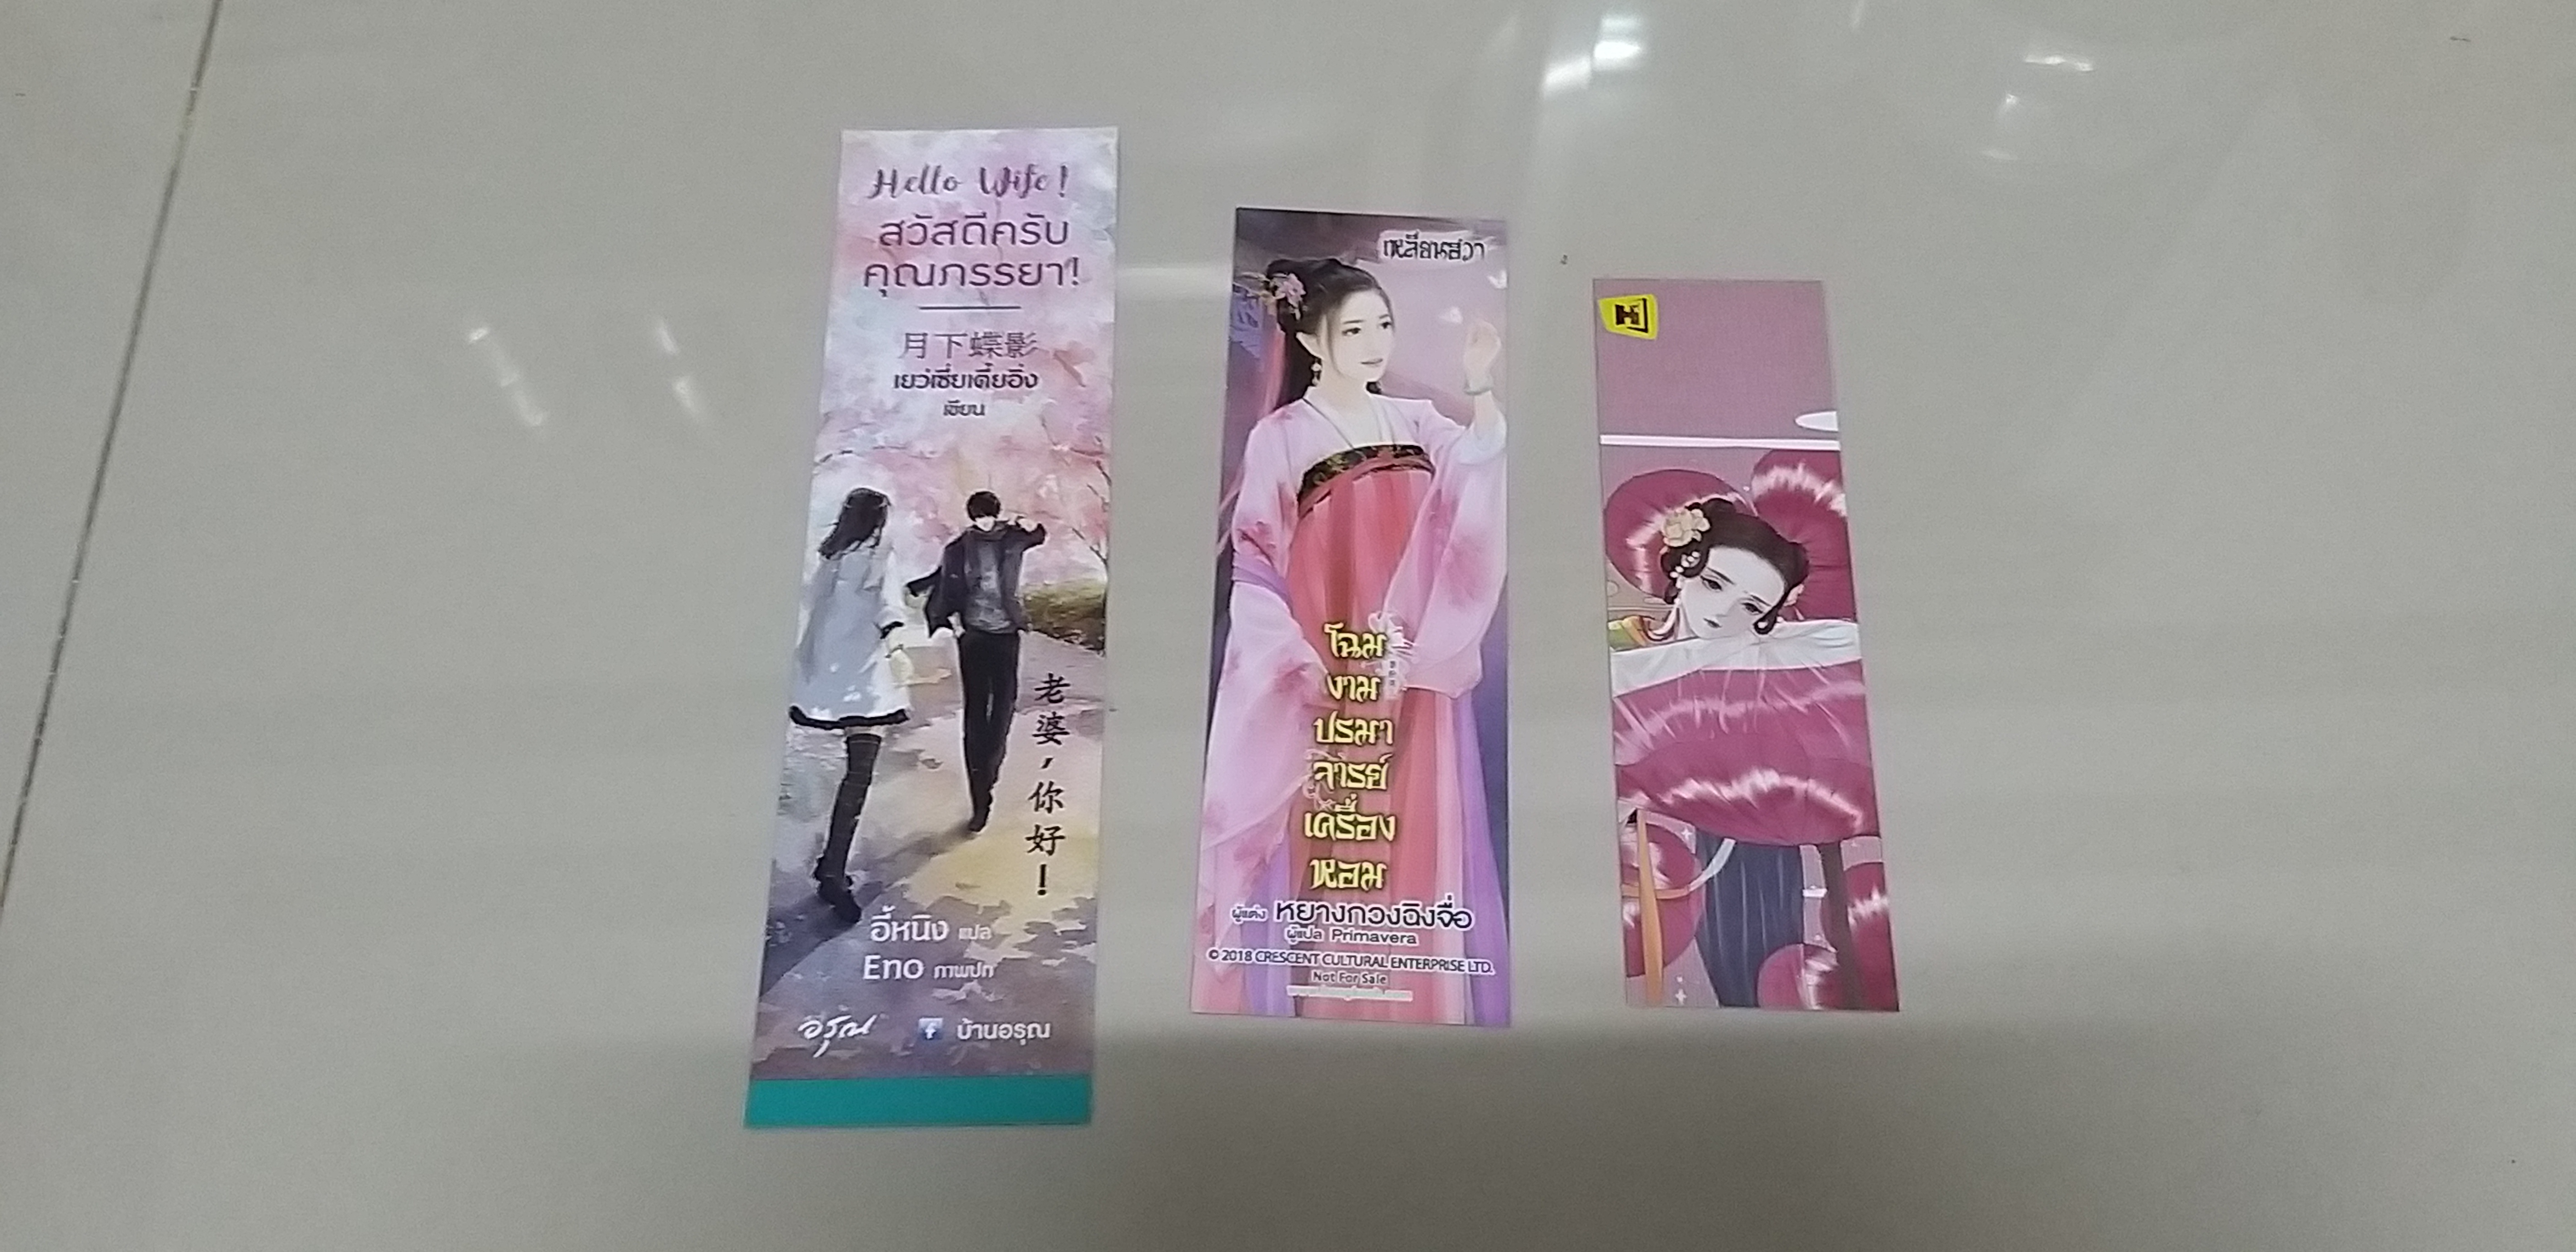 Hello Wife!
สวัสดีครับ
คุณภรรยา!
月下蝶影
เยว่เซี่ยเตี๋ยอิ่ง
เขียน
老婆，你好！
อี้หนิง แปล
Eno ภาพปก
อรุณ
f บ้านอรุณ
เหลียนฮวา
โฉม
งาม
ปรมา
จารย์
เครื่อง
หอม
ผู้แต่ง หยางกวงฉิงจื่อ
ผู้แปล Primavera
© 2018 CRESCENT CULTURAL ENTERPRISE LTD.
Not For Sale
H